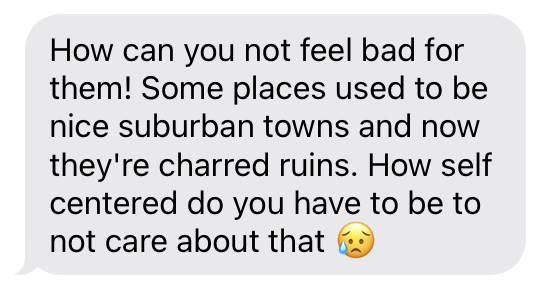 How can you not feel bad for
them! Some places used to be
nice suburban towns and now
they're charred ruins. How self
centered do you have to be to
not care about that 😥